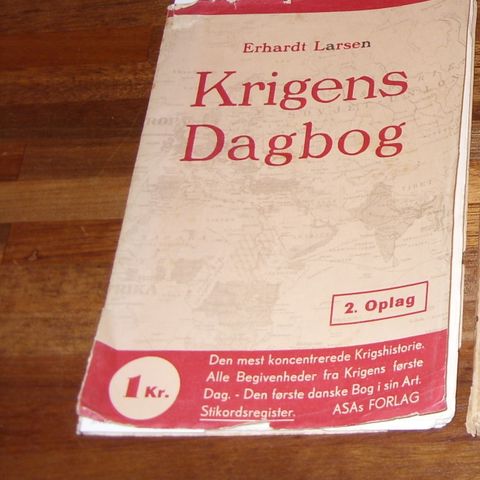 Erhardt Larsen
Krigens
Dagbog
2. Oplag
1 Kr.
Den mest koncentrerede Krigshistorie.
Alle Begivenheder fra Krigens første
Dag. - Den første danske Bog i sin Art.
Stikordsregister. ASAs FORLAG